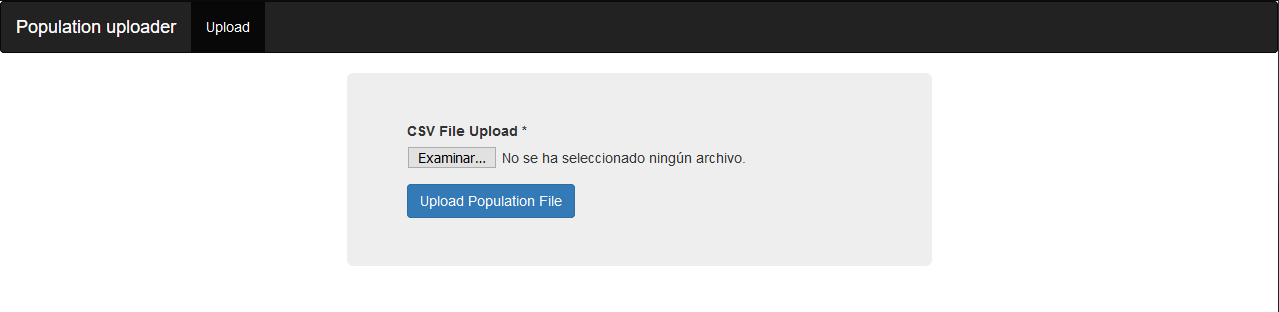 Population uploader Upload
CSV File Upload *
Examinar... No se ha seleccionado ningún archivo.
Upload Population File